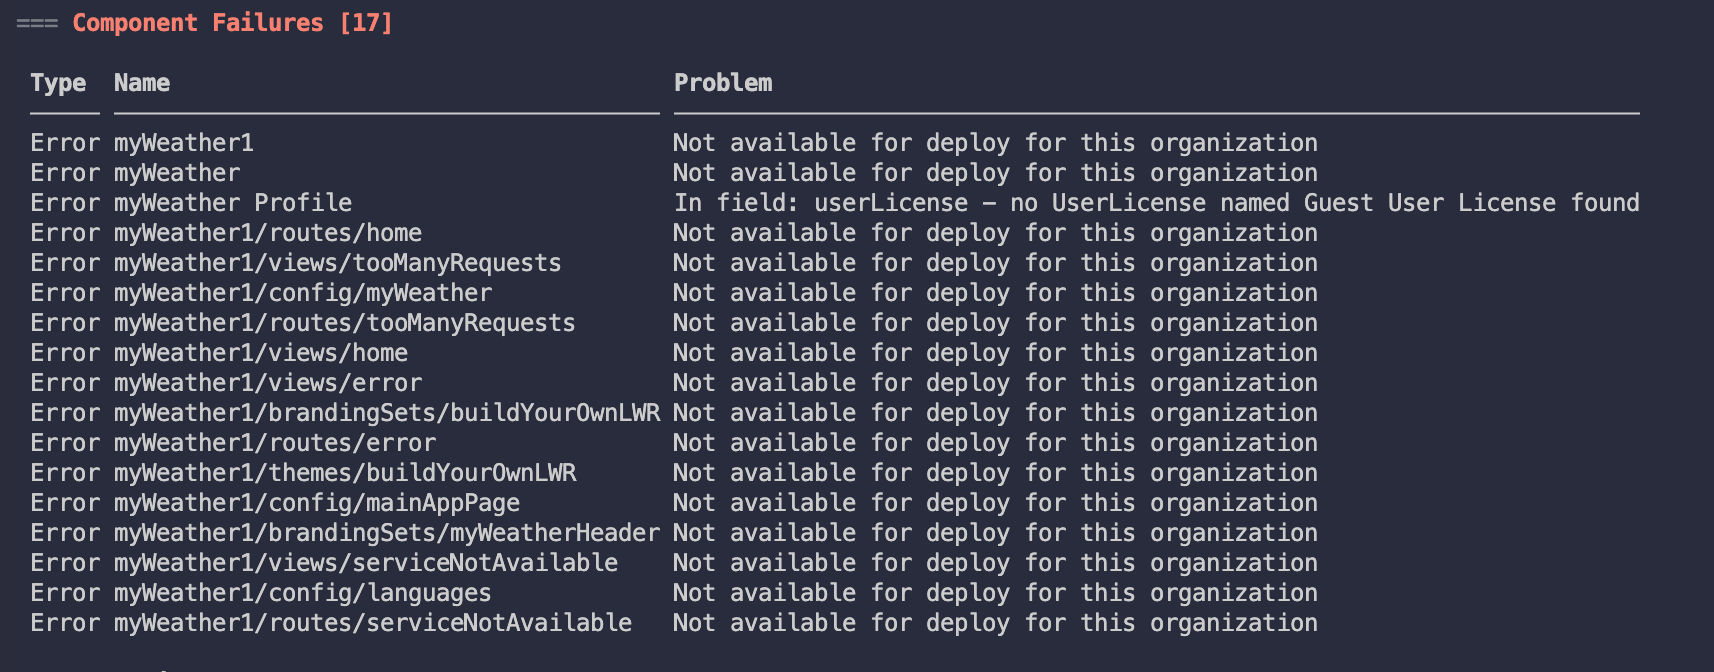 === Component Failures [17]
Type Name Problem
Error myWeather1 Not available for deploy for this organization
Error myWeather Not available for deploy for this organization
Error myWeather Profile In field: userLicense – no UserLicense named Guest User License found
Error myWeather1/routes/home Not available for deploy for this organization
Error myWeather1/views/tooManyRequests Not available for deploy for this organization
Error myWeather1/config/myWeather Not available for deploy for this organization
Error myWeather1/routes/tooManyRequests Not available for deploy for this organization
Error myWeather1/views/home Not available for deploy for this organization
Error myWeather1/views/error Not available for deploy for this organization
Error myWeather1/brandingSets/buildYourOwnLWR Not available for deploy for this organization
Error myWeather1/routes/error Not available for deploy for this organization
Error myWeather1/themes/buildYourOwnLWR Not available for deploy for this organization
Error myWeather1/config/mainAppPage Not available for deploy for this organization
Error myWeather1/brandingSets/myWeatherHeader Not available for deploy for this organization
Error myWeather1/views/serviceNotAvailable Not available for deploy for this organization
Error myWeather1/config/languages Not available for deploy for this organization
Error myWeather1/routes/serviceNotAvailable Not available for deploy for this organization